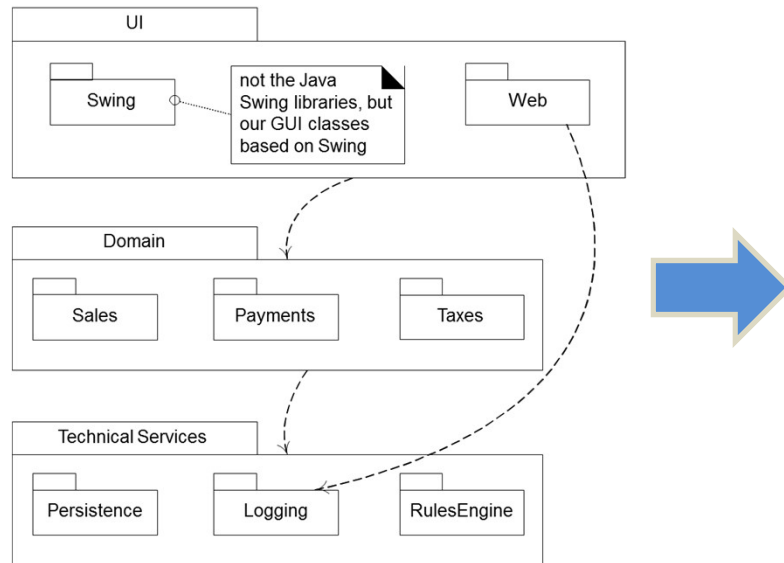 UI
Swing
not the Java
Swing libraries, but
our GUI classes
based on Swing
Web
Domain
Sales
Payments
Taxes
Technical Services
Persistence
Logging
RulesEngine